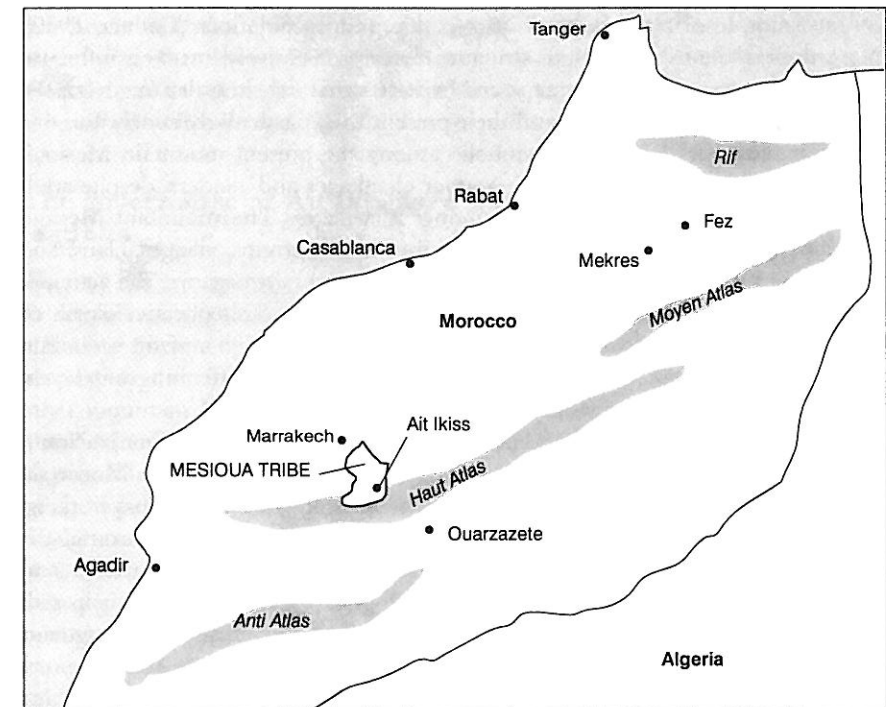 Tanger
Rif
Rabat
Fez
Casablanca
Mekres
Moyen Atlas
Morocco
Ait Ikiss
Marrakech
MESIOUA TRIBE
Haut Atlas
Ouarzazete
Agadir
Anti Atlas
Algeria